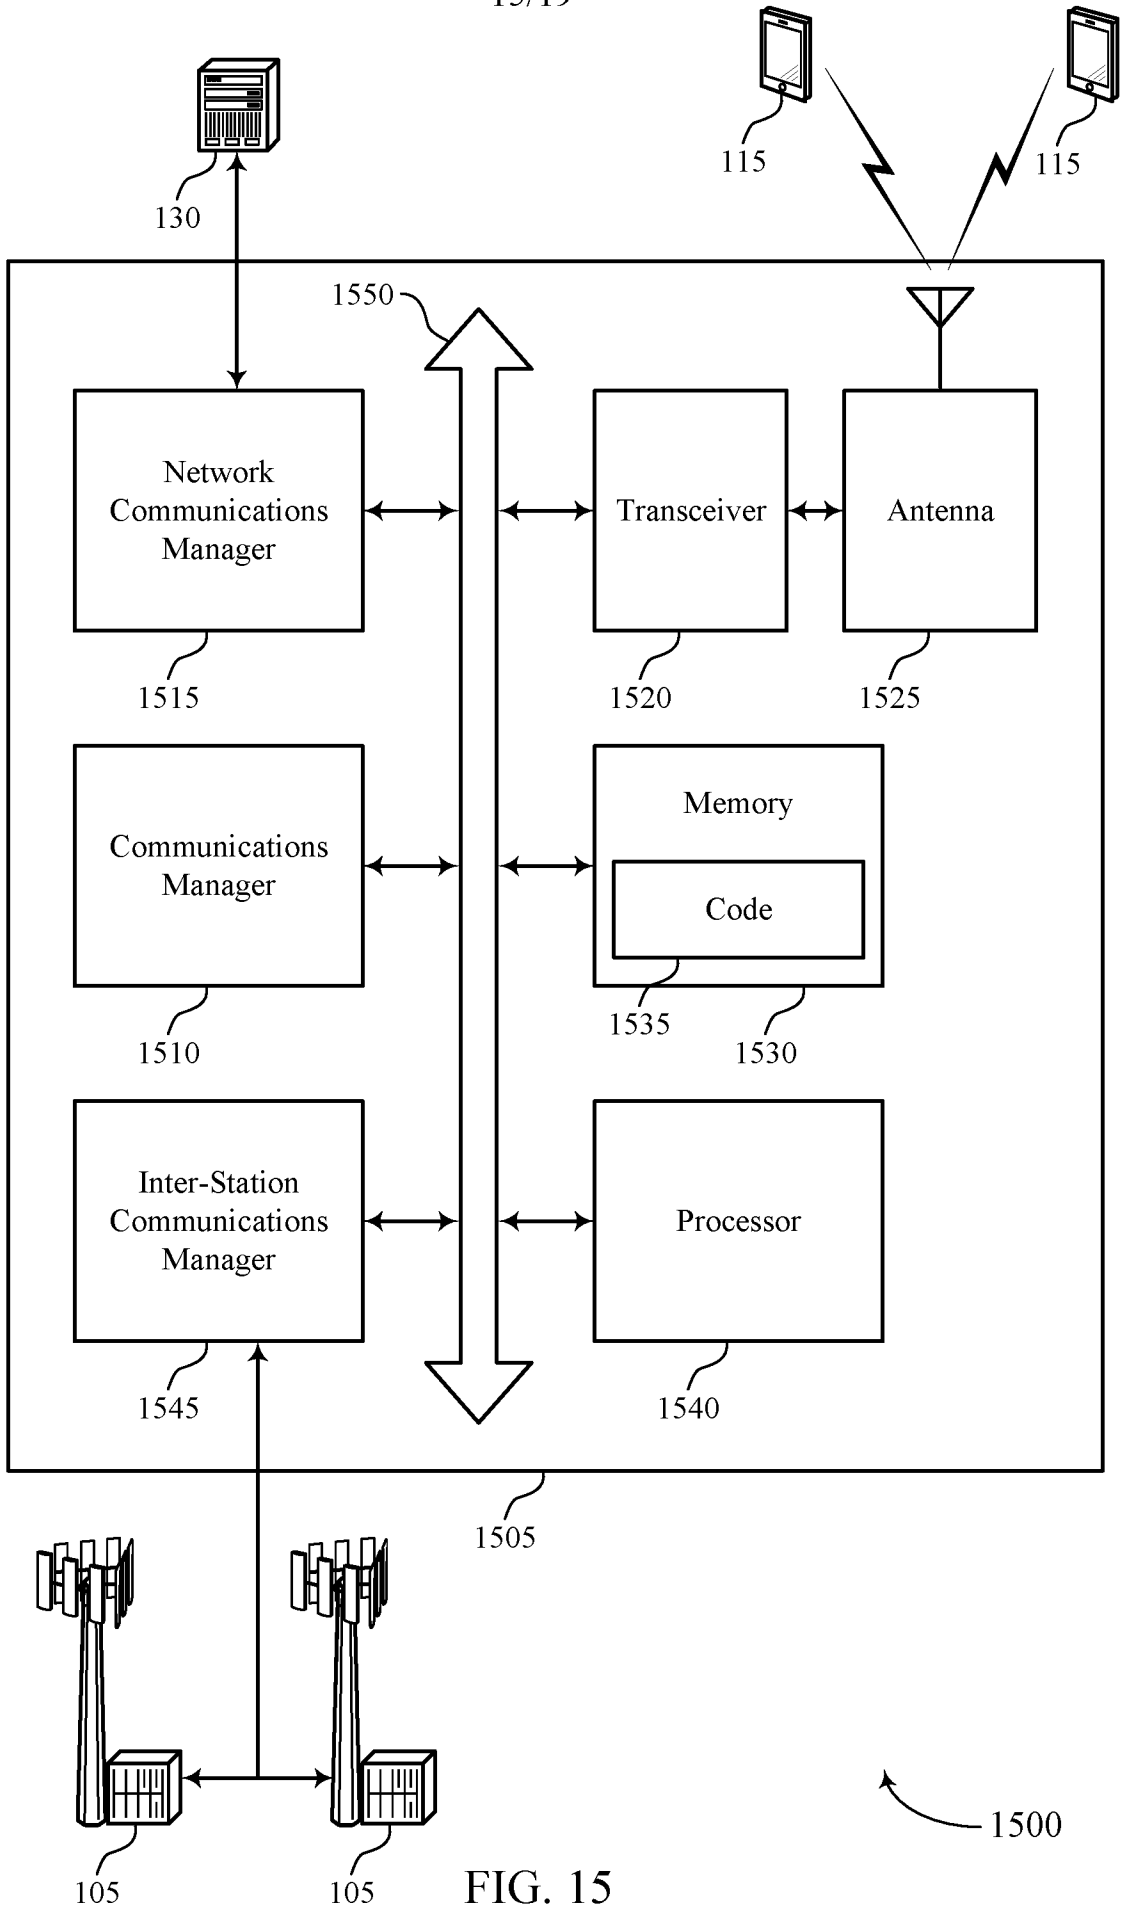 15/19
115
115
130
1550
Network
Communications
Manager
Transceiver
Antenna
1515
1520
1525
Communications
Manager
Memory
Code
1535
1510
1530
Inter-Station
Communications
Manager
Processor
1545
1540
1505
1500
105
105
FIG. 15